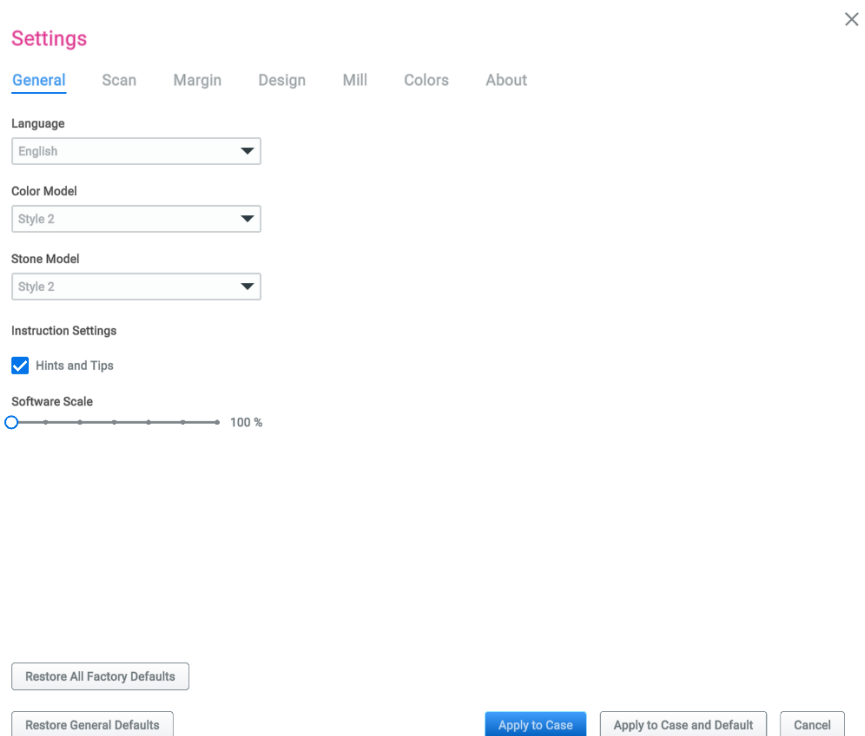 Settings
General Scan Margin Design Mill Colors About
Language
English
Color Model
Style 2
Stone Model
Style 2
Instruction Settings
Hints and Tips
Software Scale
100 %
Restore All Factory Defaults
Restore General Defaults Apply to Case Apply to Case and Default Cancel